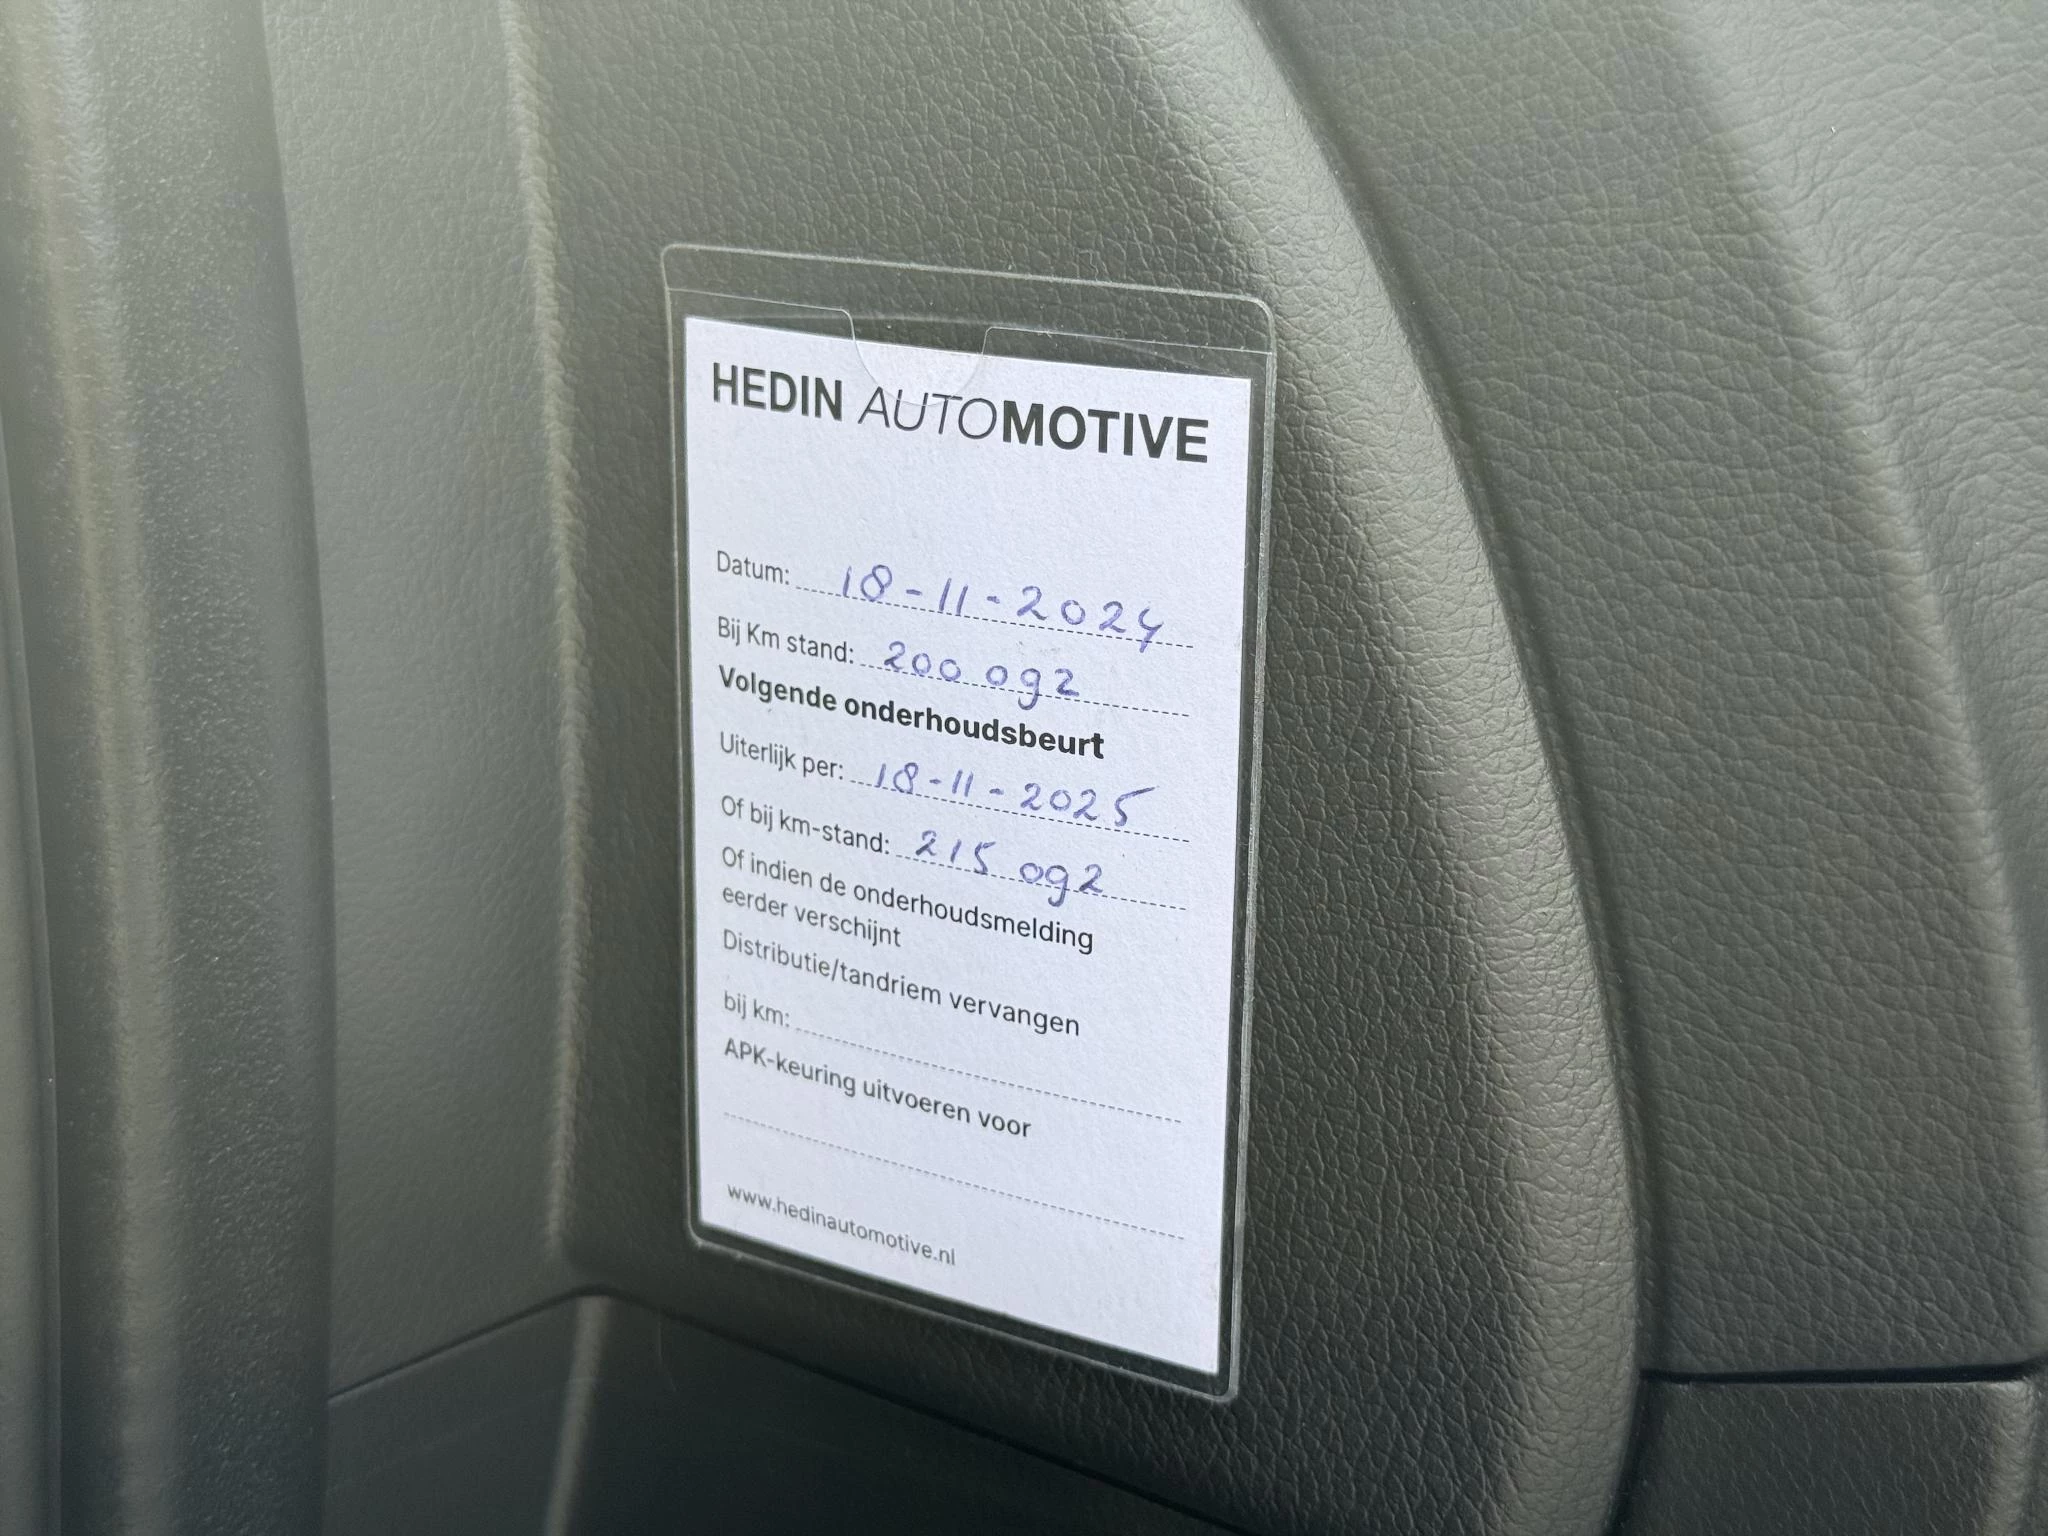 HEDIN AUTOMOTIVE
Datum: 18-11-2024
Bij Km stand: 200 092
Volgende onderhoudsbeurt
Uiterlijk per: 18-11-2025
Of bij km-stand: 215 092
Of indien de onderhoudsmelding
eerder verschijnt
Distributie/tandriem vervangen
bij km:
APK-keuring uitvoeren voor
www.hedinautomotive.nl